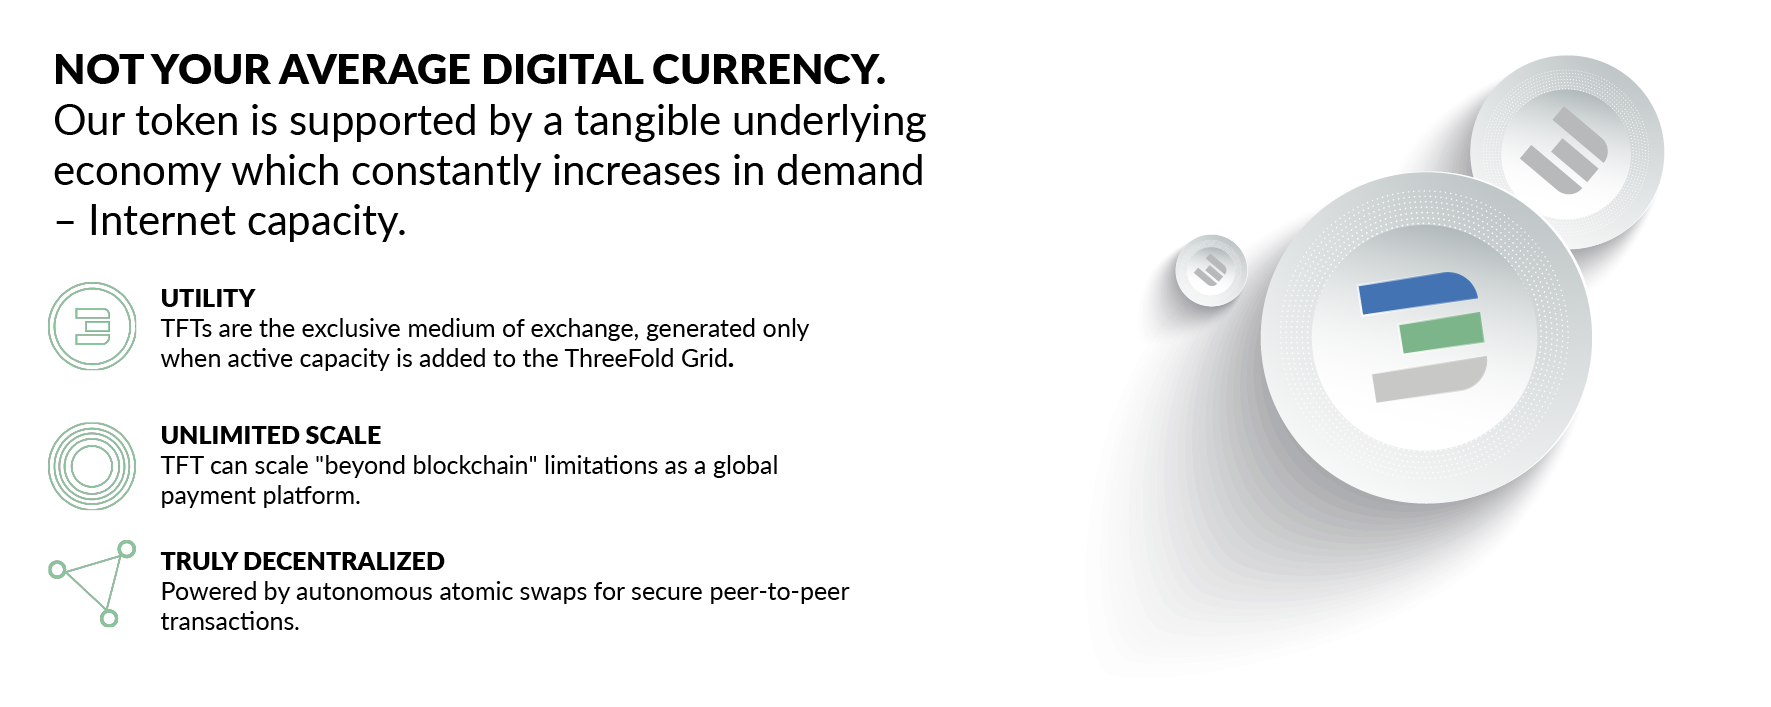 NOT YOUR AVERAGE DIGITAL CURRENCY.
Our token is supported by a tangible underlying
economy which constantly increases in demand
– Internet capacity.
UTILITY
TFTs are the exclusive medium of exchange, generated only
when active capacity is added to the ThreeFold Grid.
UNLIMITED SCALE
TFT can scale "beyond blockchain" limitations as a global
payment platform.
TRULY DECENTRALIZED
Powered by autonomous atomic swaps for secure peer-to-peer
transactions.